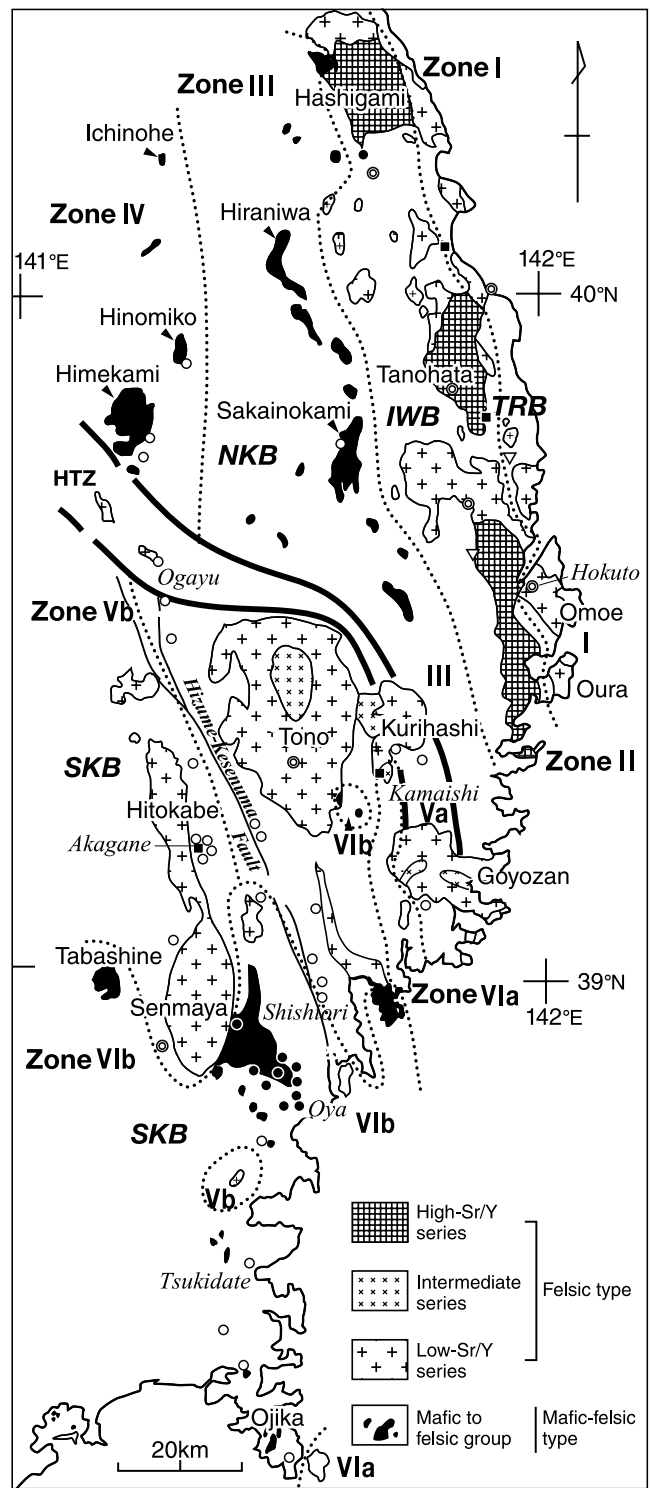 Zone I
Zone III
Hashigami
Ichinohe
Zone IV
Hiraniwa
141°E
142°E
40°N
Hinomiko
Himekami
Tanohata
Sakainokami
IWB
TRB
NKB
HTZ
Ogayu
Hokuto
Zone Vb
Omoe
I
III
Oura
Hizume-Kesennuma
Fault
Tono
Kurihashi
Zone II
SKB
Kamaishi
Hitokabe
Va
Akagane
VIb
Goyozan
Tabashine
39°N
Senmaya
Shishiori
Zone VIa
142°E
Zone VIb
Oya
SKB
VIb
Vb
High-Sr/Y
series
Tsukidate
Intermediate
series
Felsic type
Low-Sr/Y
series
Ojika
Mafic to
felsic group
Mafic-felsic
type
20km
VIa